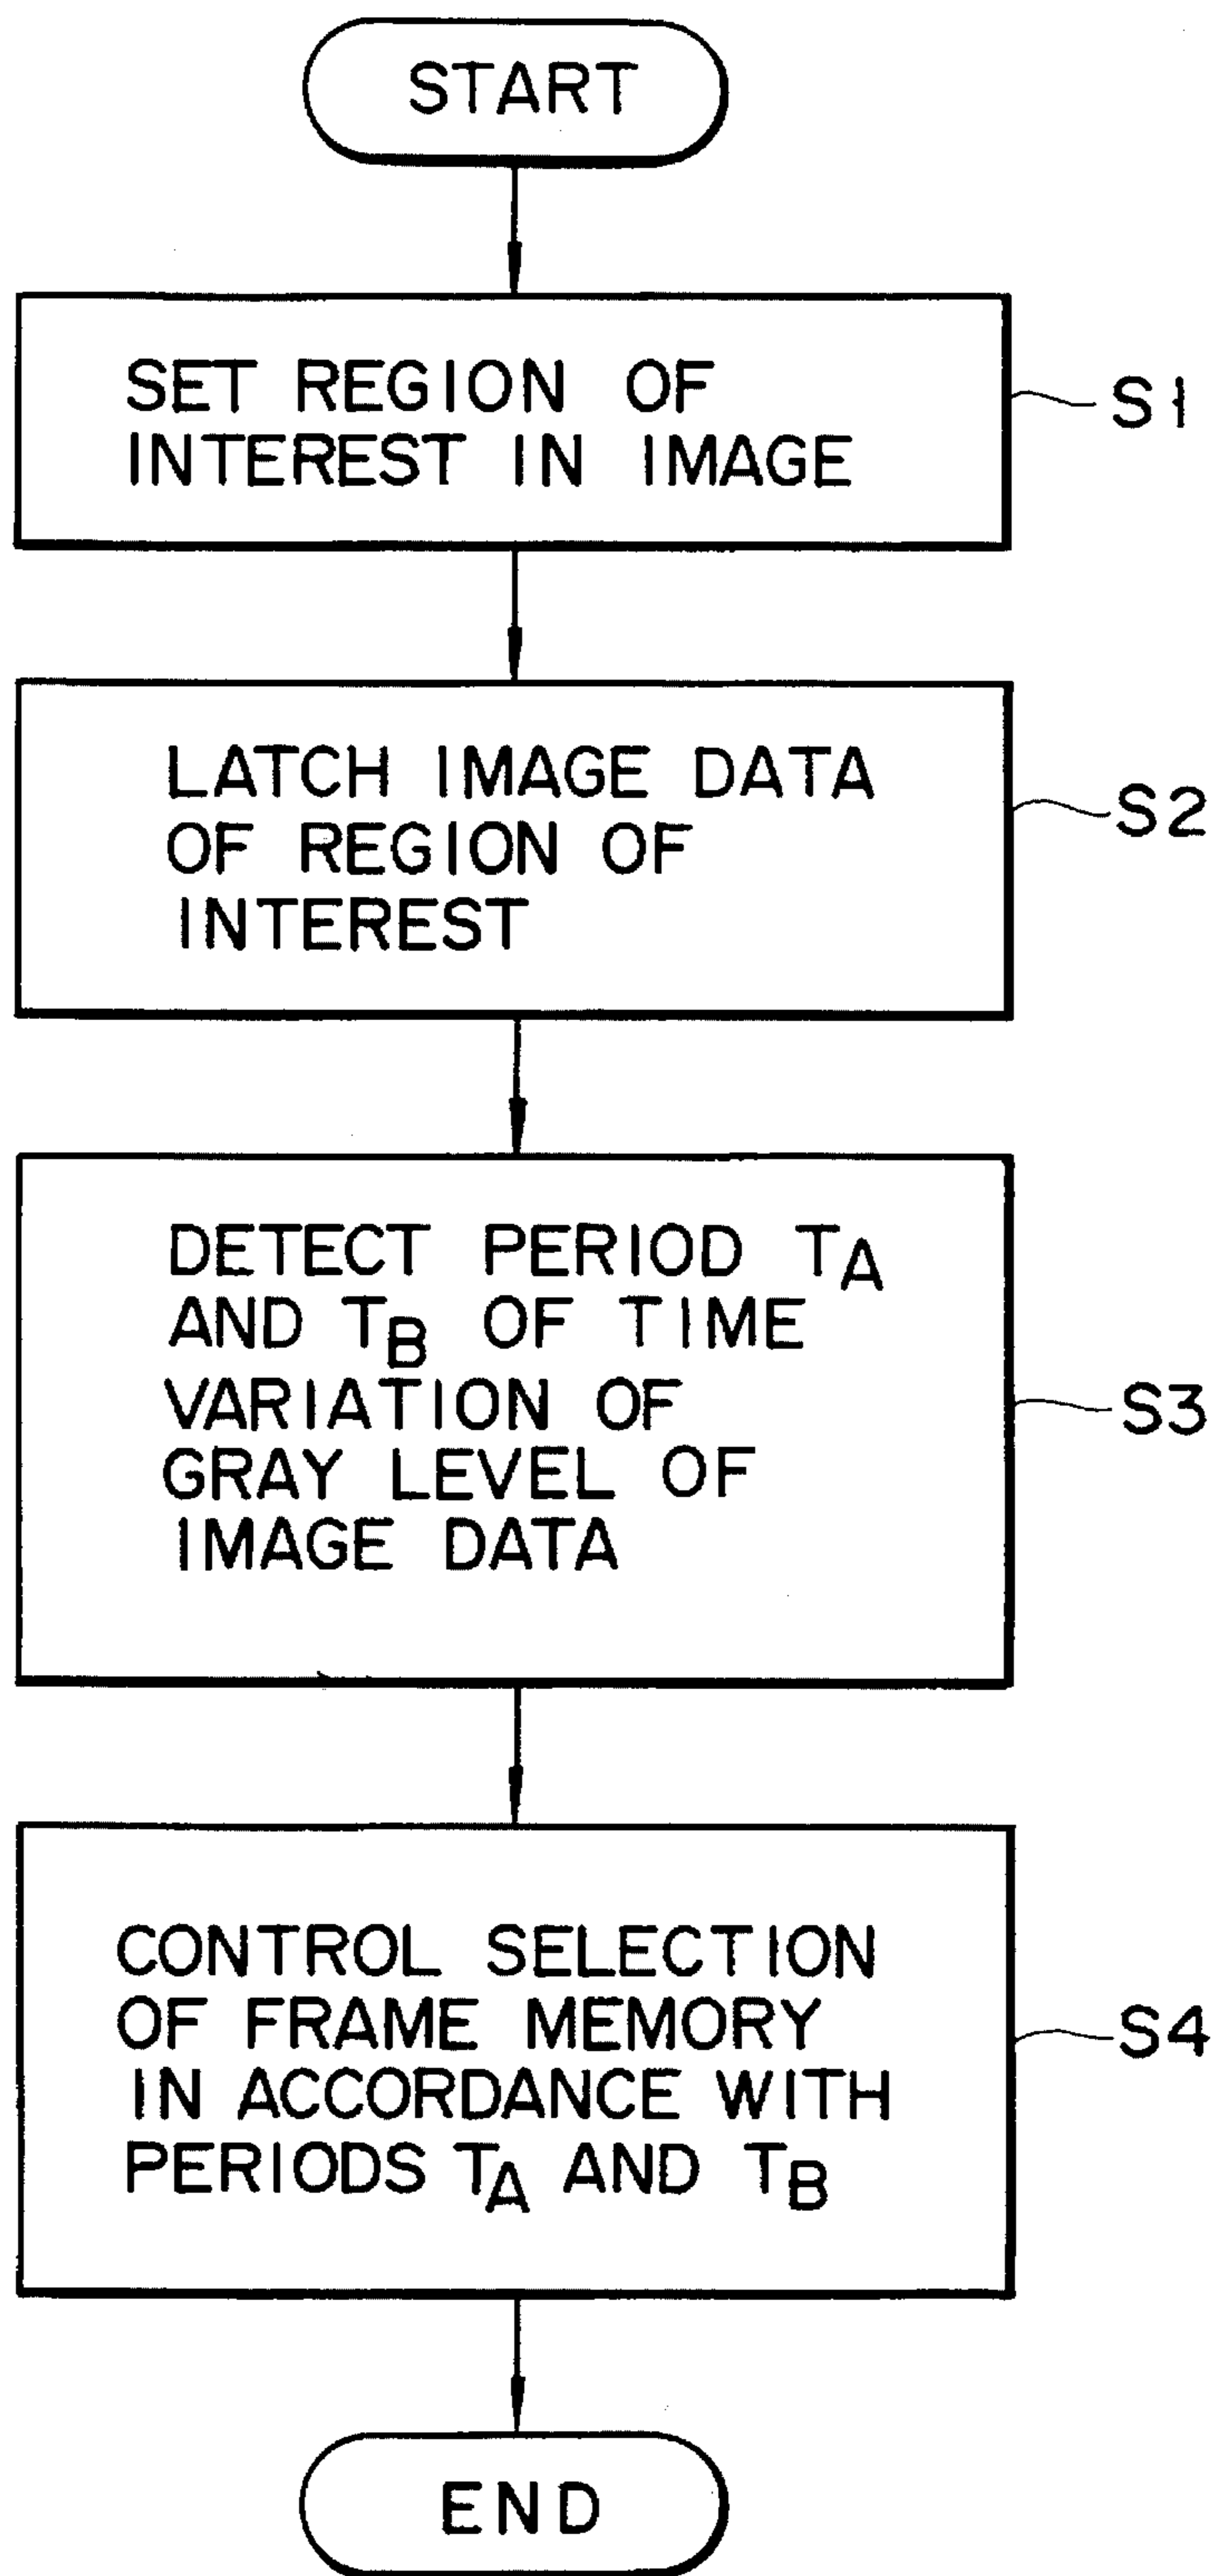 START
SET REGION OF
INTEREST IN IMAGE
S1
LATCH IMAGE DATA
OF REGION OF
INTEREST
S2
DETECT PERIOD TA
AND TB OF TIME
VARIATION OF
GRAY LEVEL OF
IMAGE DATA
S3
CONTROL SELECTION
OF FRAME MEMORY
IN ACCORDANCE WITH
PERIODS TA AND TB
S4
END